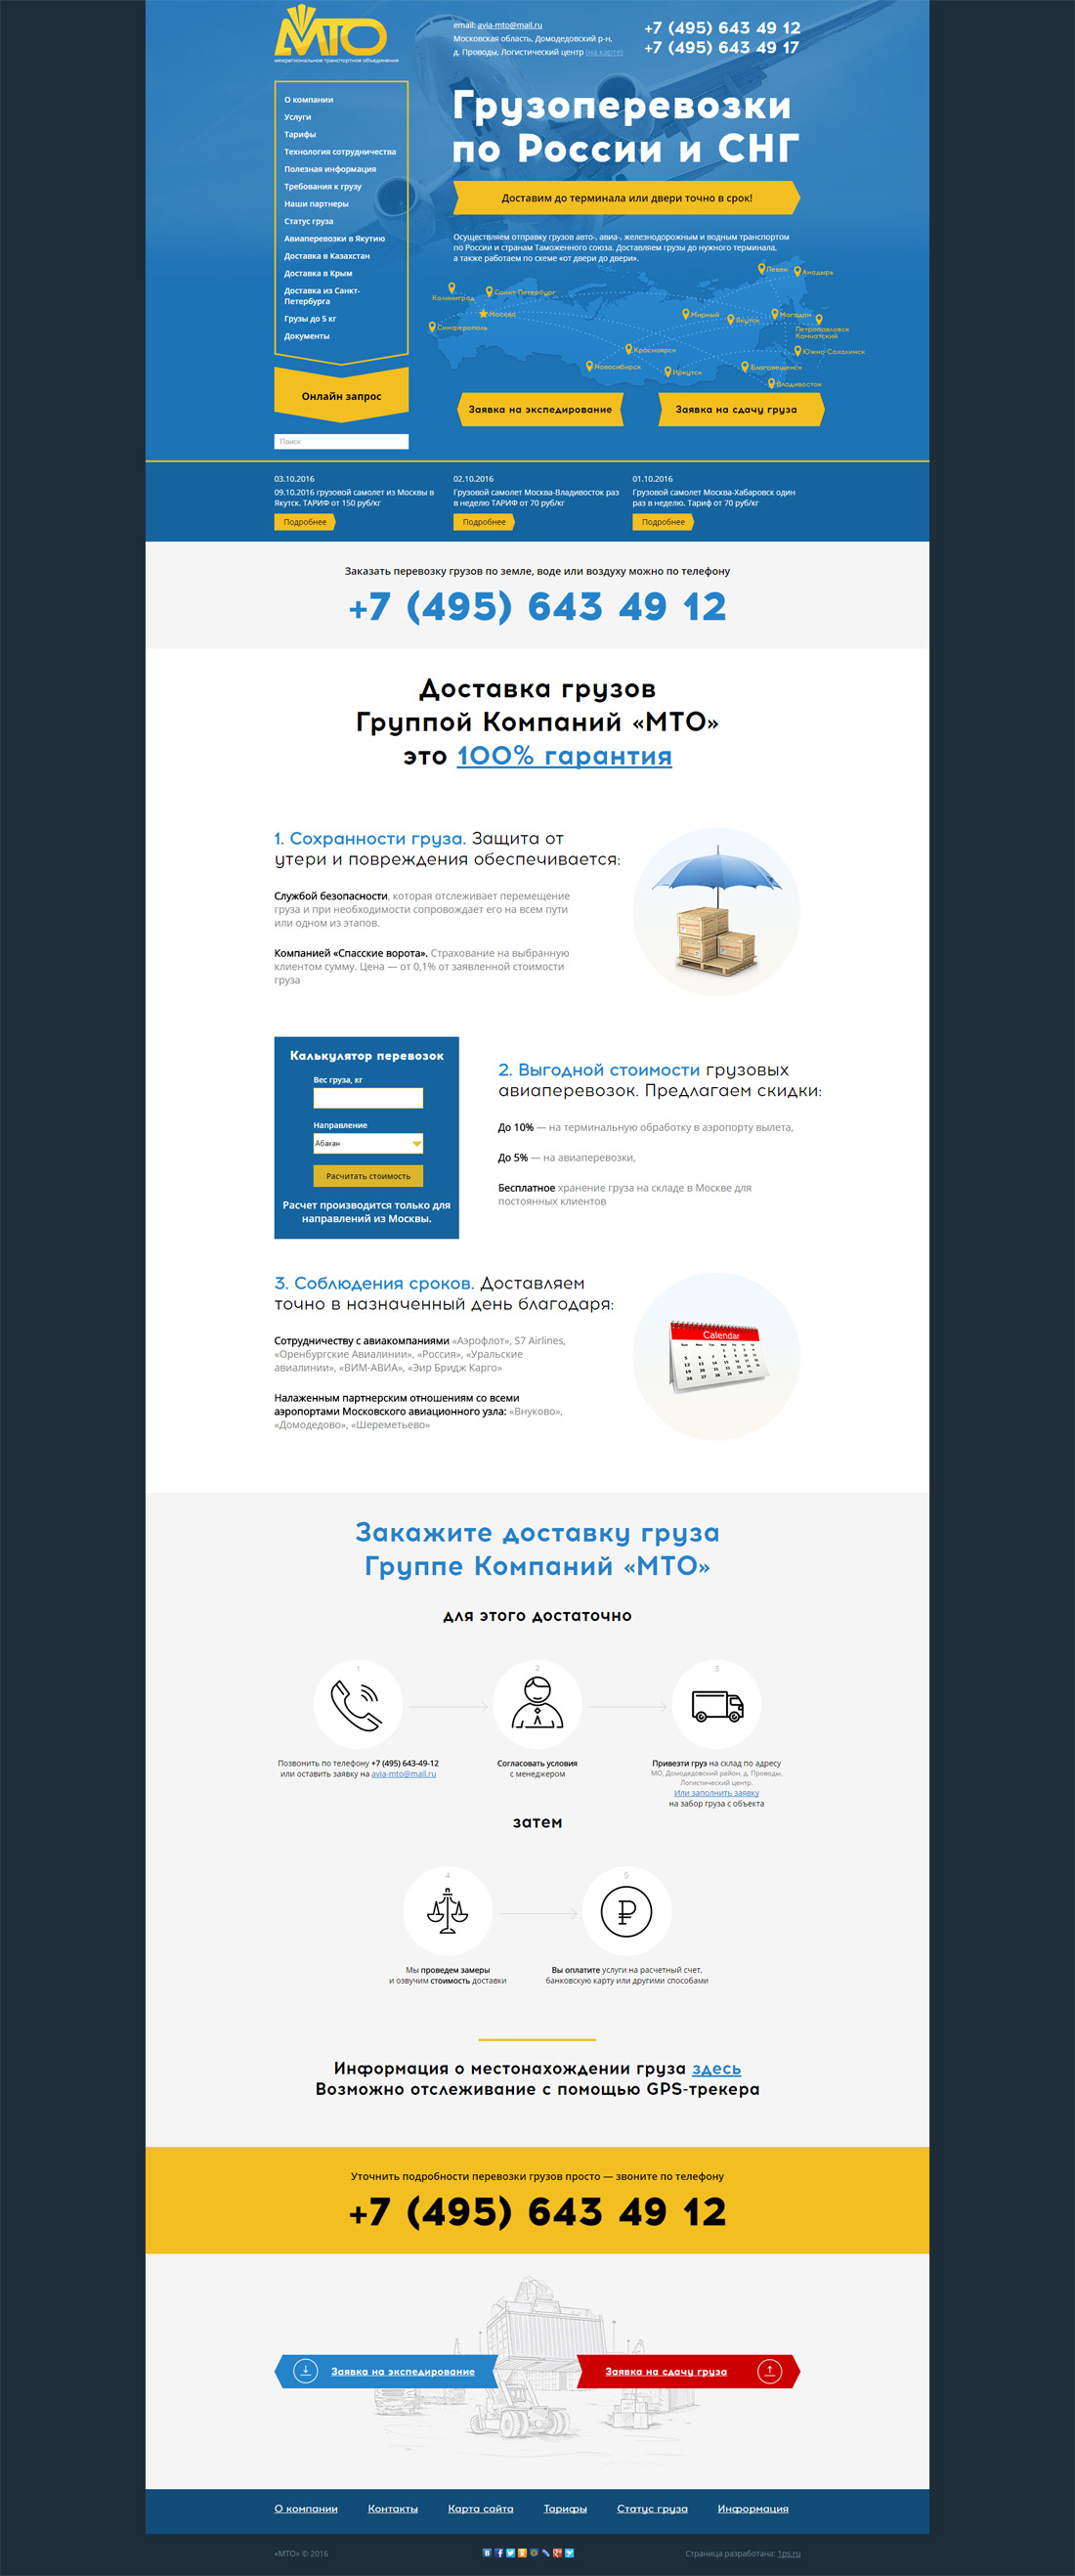 МТО
межрегиональное транспортное объединение
email: avia-mto@mail.ru
Московская область, Домодедовский р-н,
д. Проводы, Логистический центр (на карте)
+7 (495) 643 49 12
+7 (495) 643 49 17
О компании
Услуги
Тарифы
Технология сотрудничества
Полезная информация
Требования к грузу
Наши партнеры
Статус груза
Авиаперевозки в Якутию
Доставка в Казахстан
Доставка в Крым
Доставка из Санкт-
Петербурга
Грузы до 5 кг
Документы
Онлайн запрос
Поиск
Грузоперевозки
по России и СНГ
Доставим до терминала или двери точно в срок!
Осуществляем отправку грузов авто-, авиа-, железнодорожным и водным транспортом
по России и странам Таможенного союза. Доставляем грузы до нужного терминала,
а также работаем по схеме «от двери до двери».
Певек
Анадырь
Калининград
Санкт-Петербург
Москва
Симферополь
Мирный
Якутск
Магадан
Петропавловск
Камчатский
Красноярск
Южно-Сахалинск
Новосибирск
Иркутск
Благовещенск
Владивосток
Заявка на экспедирование
Заявка на сдачу груза
03.10.2016
09.10.2016 грузовой самолет из Москвы в
Якутск. ТАРИФ от 150 руб/кг
Подробнее
02.10.2016
Грузовой самолет Москва-Владивосток раз
в неделю ТАРИФ от 70 руб/кг
Подробнее
01.10.2016
Грузовой самолет Москва-Хабаровск один
раз в неделю. Тариф от 70 руб/кг
Подробнее
Заказать перевозку грузов по земле, воде или воздуху можно по телефону
+7 (495) 643 49 12
Доставка грузов
Группой Компаний «МТО»
это 100% гарантия
1. Сохранности груза. Защита от
утери и повреждения обеспечивается:
Службой безопасности, которая отслеживает перемещение
груза и при необходимости сопровождает его на всем пути
или одном из этапов.
Компанией «Спасские ворота». Страхование на выбранную
клиентом сумму. Цена — от 0,1% от заявленной стоимости
груза
Калькулятор перевозок
Вес груза, кг
Направление
Абакан
Расчитать стоимость
Расчет производится только для
направлений из Москвы.
2. Выгодной стоимости грузовых
авиаперевозок. Предлагаем скидки:
До 10% — на терминальную обработку в аэропорту вылета,
До 5% — на авиаперевозки,
Бесплатное хранение груза на складе в Москве для
постоянных клиентов
3. Соблюдения сроков. Доставляем
точно в назначенный день благодаря:
Сотрудничеству с авиакомпаниями «Аэрофлот», S7 Airlines,
«Оренбургские Авиалинии», «Россия», «Уральские
авиалинии», «ВИМ-АВИА», «Эир Бридж Карго»
Налаженным партнерским отношениям со всеми
аэропортами Московского авиационного узла: «Внуково»,
«Домодедово», «Шереметьево»
Calendar
Закажите доставку груза
Группе Компаний «МТО»
для этого достаточно
1
2
3
Позвонить по телефону +7 (495) 643-49-12
или оставить заявку на avia-mto@mail.ru
Согласовать условия
с менеджером
Привезти груз на склад по адресу
МО, Домодедовский район, д. Проводы,
Логистический центр.
Или заполнить заявку
на забор груза с объекта
затем
4
5
Мы проведем замеры
и озвучим стоимость доставки
Вы оплатите услуги на расчетный счет,
банковскую карту или другими способами
Информация о местонахождении груза здесь
Возможно отслеживание с помощью GPS-трекера
Уточнить подробности перевозки грузов просто — звоните по телефону
+7 (495) 643 49 12
Заявка на экспедирование
Заявка на сдачу груза
О компании
Контакты
Карта сайта
Тарифы
Статус груза
Информация
«МТО» © 2016
Страница разработана: 1ps.ru